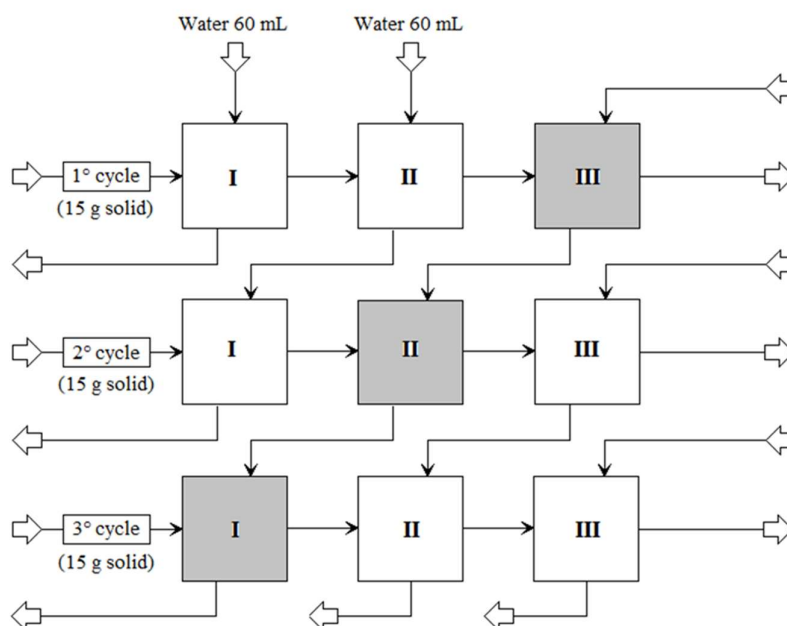 Water 60 mL Water 60 mL
1° cycle I II III
(15 g solid)
2° cycle I II III
(15 g solid)
3° cycle I II III
(15 g solid)